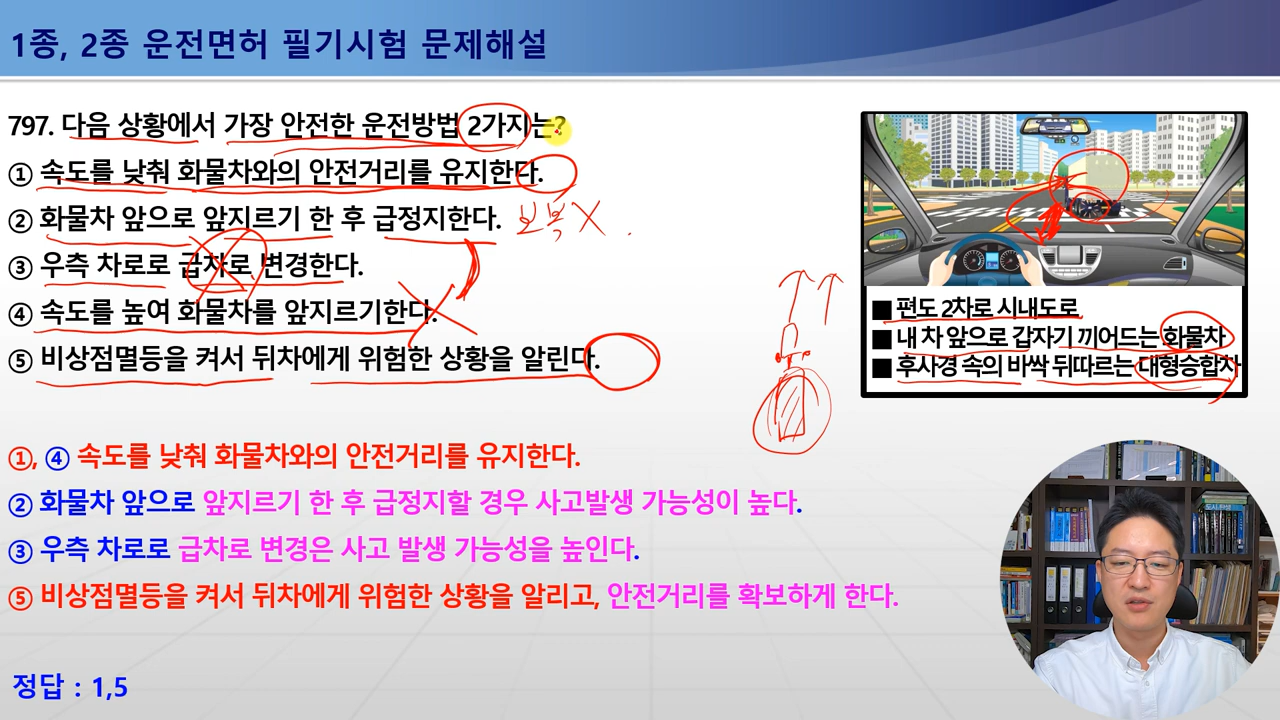 1종, 2종 운전면허 필기시험 문제해설
797. 다음 상황에서 가장 안전한 운전방법 2가지는?
① 속도를 낮춰 화물차와의 안전거리를 유지한다.
② 화물차 앞으로 앞지르기 한 후 급정지한다.
보복X
③ 우측 차로로 급차로 변경한다.
④ 속도를 높여 화물차를 앞지르기한다.
⑤ 비상점멸등을 켜서 뒤차에게 위험한 상황을 알린다.
■ 편도 2차로 시내도로
■ 내 차 앞으로 갑자기 끼어드는 화물차
■ 후사경 속의 바싹 뒤따르는 대형승합차
①, ④ 속도를 낮춰 화물차와의 안전거리를 유지한다.
② 화물차 앞으로 앞지르기 한 후 급정지할 경우 사고발생 가능성이 높다.
③ 우측 차로로 급차로 변경은 사고 발생 가능성을 높인다.
⑤ 비상점멸등을 켜서 뒤차에게 위험한 상황을 알리고, 안전거리를 확보하게 한다.
정답 : 1,5